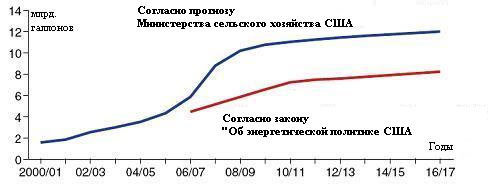 14
млрд.
галлонов
12
10
8
6
4
2
0
Согласно прогнозу
Министерства сельского хозяйства США
Согласно закону
"Об энергетической политике США
Годы
2000/01
02/03
04/05
06/07
08/09
10/11
12/13
14/15
16/17